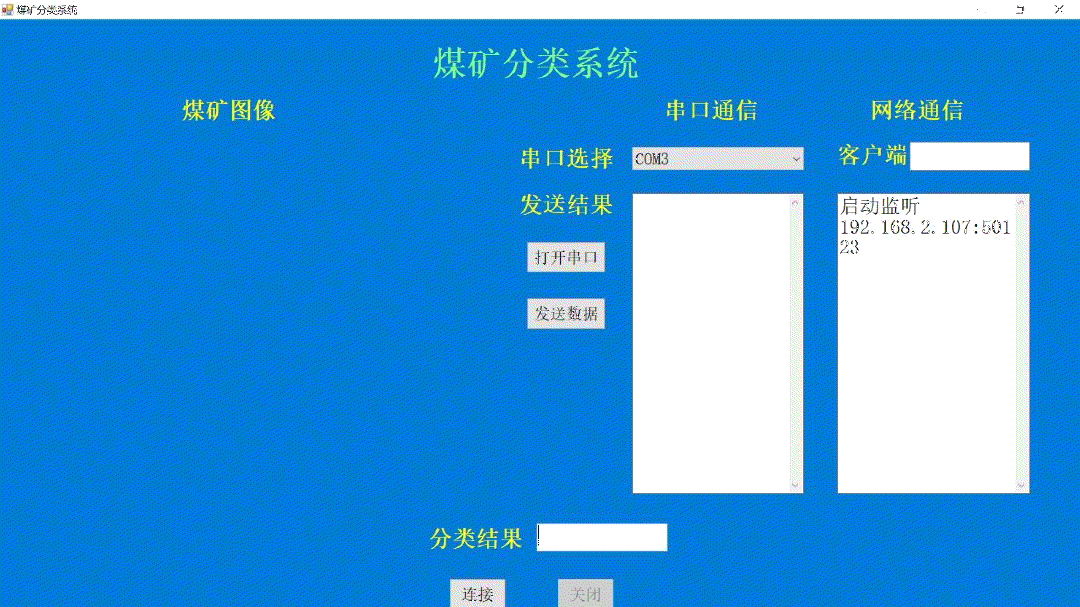 煤矿分类系统
煤矿分类系统
煤矿图像
串口通信
网络通信
串口选择
COM3
客户端
发送结果
启动监听
192.168.2.107:501
23
打开串口
发送数据
分类结果
连接
关闭